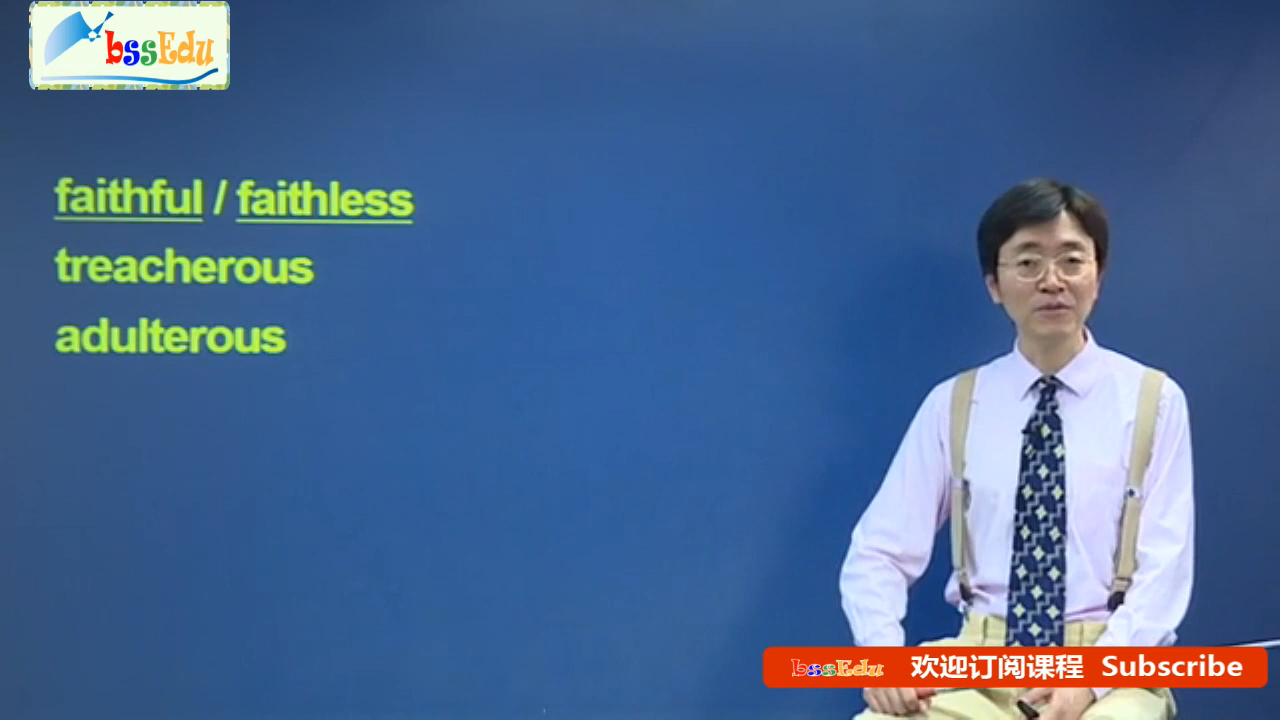 bssEdu
faithful / faithless
treacherous
adulterous
bssEdu 欢迎订阅课程 Subscribe